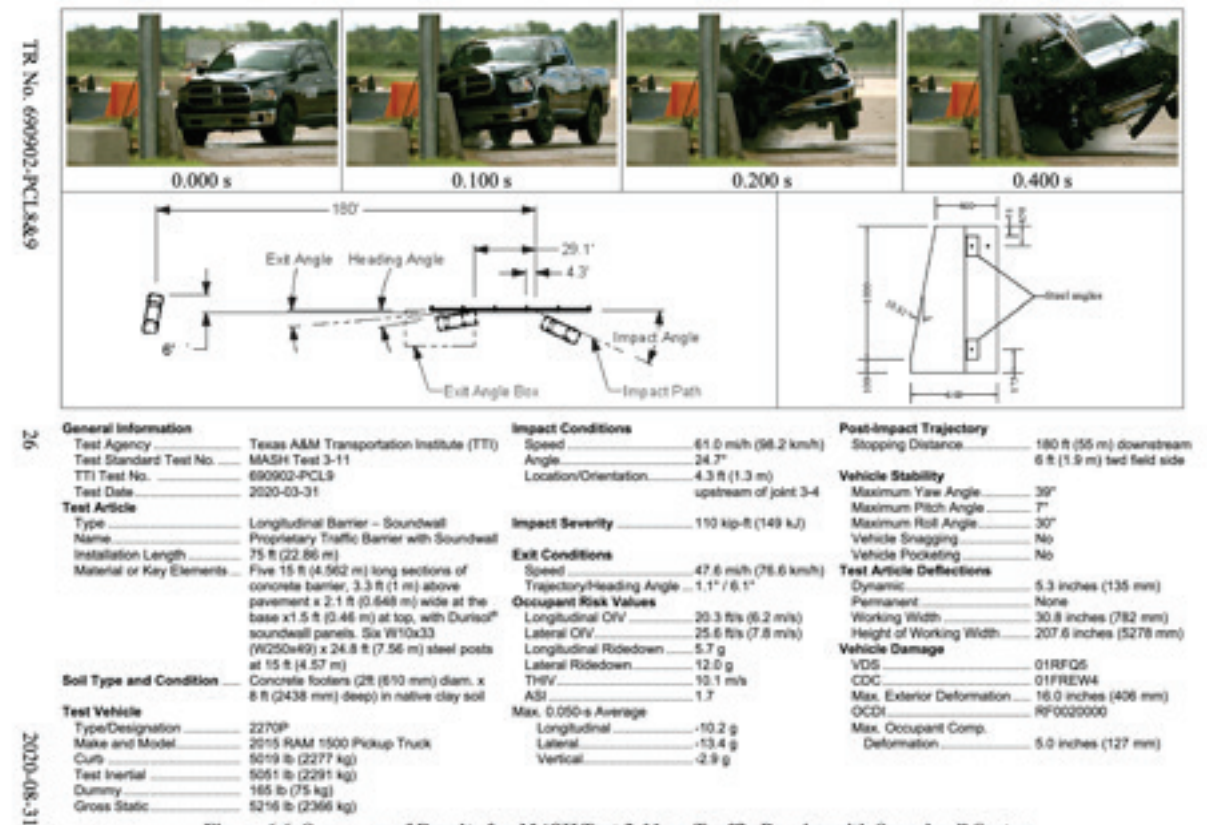 TR No. 690902-PCL8&9
26
2020-08-31
0.000 s
0.100 s
0.200 s
0.400 s
180'
29.1'
4.3'
Exit Angle
Heading Angle
6'
Impact Angle
Exit Angle Box
Impact Path
Steel angles
General Information
Test Agency Texas A&M Transportation Institute (TTI)
Test Standard Test No. MASH Test 3-11
TTI Test No. 690902-PCL9
Test Date 2020-03-31
Test Article
Type Longitudinal Barrier – Soundwall
Name Proprietary Traffic Barrier with Soundwall
Installation Length 75 ft (22.86 m)
Material or Key Elements Five 15 ft (4.562 m) long sections of
concrete barrier, 3.3 ft (1 m) above
pavement x 2.1 ft (0.648 m) wide at the
base x1.5 ft (0.46 m) at top, with Durisol®
soundwall panels. Six W10x33
(W250x49) x 24.8 ft (7.56 m) steel posts
at 15 ft (4.57 m)
Soil Type and Condition Concrete footers (2ft (610 mm) diam. x
8 ft (2438 mm) deep) in native clay soil
Test Vehicle
Type/Designation 2270P
Make and Model 2015 RAM 1500 Pickup Truck
Curb 5019 lb (2277 kg)
Test Inertial 5051 lb (2291 kg)
Dummy 165 lb (75 kg)
Gross Static 5216 lb (2366 kg)
Impact Conditions
Speed 61.0 mi/h (98.2 km/h)
Angle 24.7°
Location/Orientation 4.3 ft (1.3 m)
upstream of joint 3-4
Impact Severity 110 kip-ft (149 kJ)
Exit Conditions
Speed 47.6 mi/h (76.6 km/h)
Trajectory/Heading Angle 1.1° / 6.1°
Occupant Risk Values
Longitudinal OIV 20.3 ft/s (6.2 m/s)
Lateral OIV 25.6 ft/s (7.8 m/s)
Longitudinal Ridedown 5.7 g
Lateral Ridedown 12.0 g
THIV 10.1 m/s
ASI 1.7
Max. 0.050-s Average
Longitudinal -10.2 g
Lateral -13.4 g
Vertical -2.9 g
Post-Impact Trajectory
Stopping Distance 180 ft (55 m) downstream
6 ft (1.9 m) twd field side
Vehicle Stability
Maximum Yaw Angle 39°
Maximum Pitch Angle 7°
Maximum Roll Angle 30°
Vehicle Snagging No
Vehicle Pocketing No
Test Article Deflections
Dynamic 5.3 inches (135 mm)
Permanent None
Working Width 30.8 inches (782 mm)
Height of Working Width 207.6 inches (5278 mm)
Vehicle Damage
VDS 01RFQ5
CDC 01FREW4
Max. Exterior Deformation 16.0 inches (406 mm)
OCDI RF0020000
Max. Occupant Comp.
Deformation 5.0 inches (127 mm)